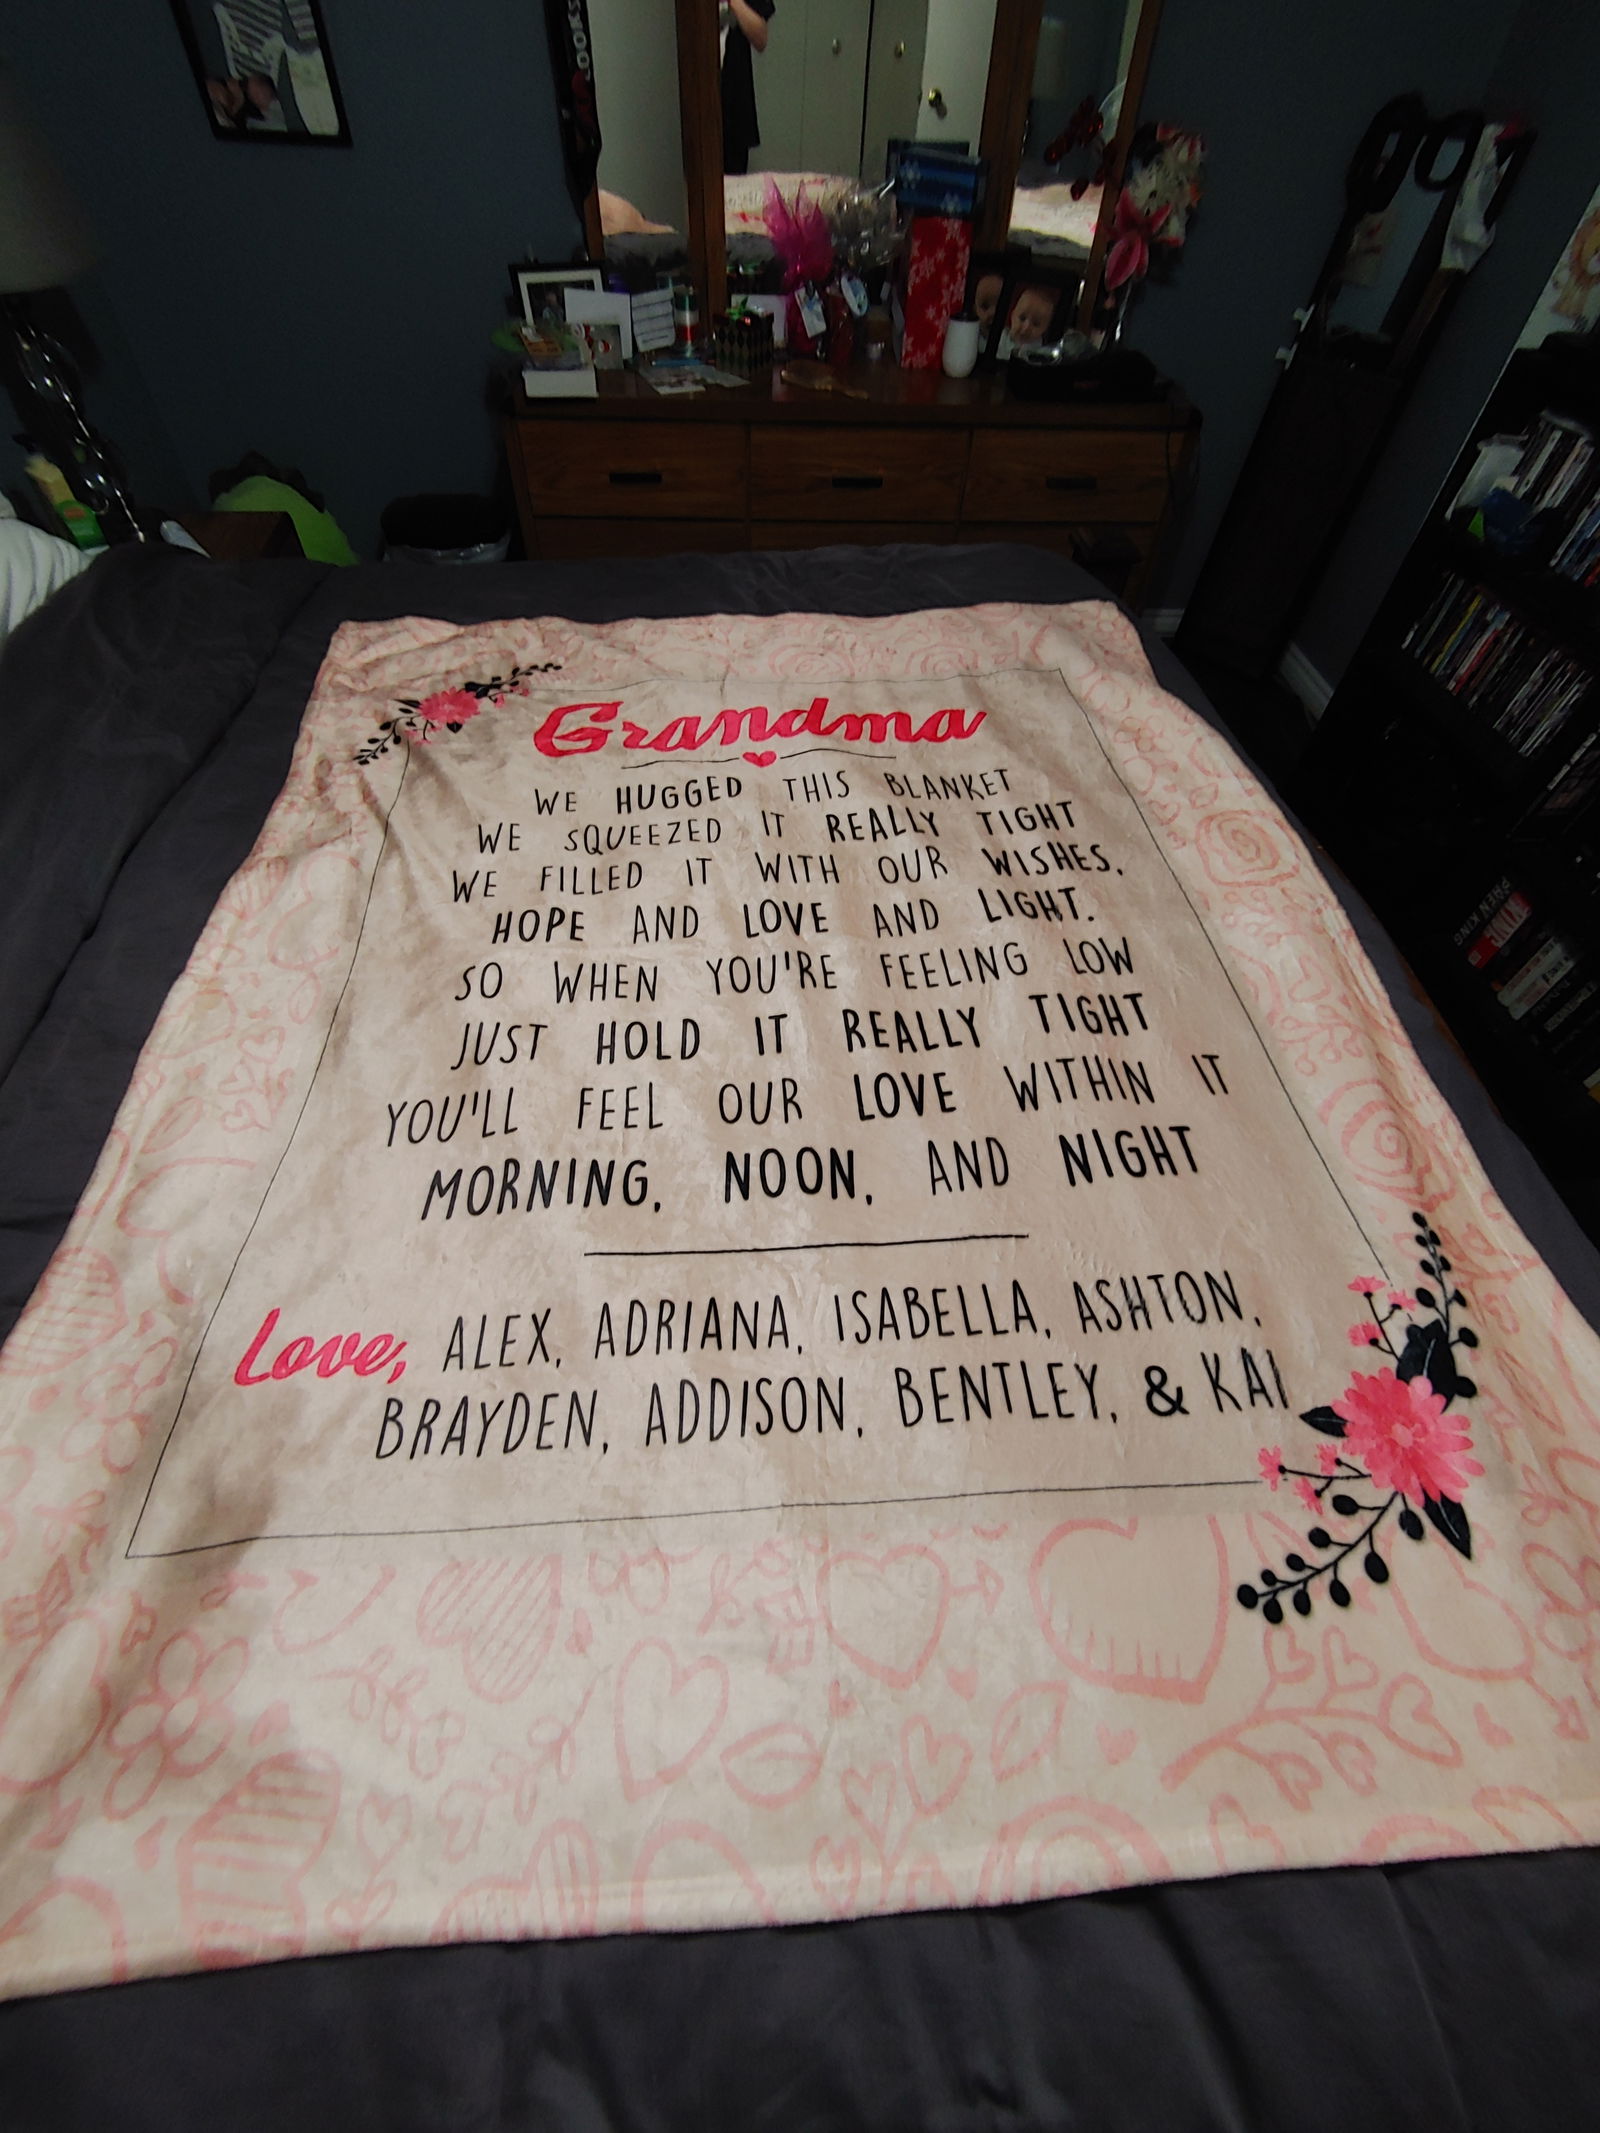 Grandma
WE HUGGED THIS BLANKET
WE SQUEEZED IT REALLY TIGHT
WE FILLED IT WITH OUR WISHES,
HOPE AND LOVE AND LIGHT.
SO WHEN YOU'RE FEELING LOW
JUST HOLD IT REALLY TIGHT
YOU'LL FEEL OUR LOVE WITHIN IT
MORNING, NOON, AND NIGHT
Love, ALEX, ADRIANA, ISABELLA, ASHTON,
BRAYDEN, ADDISON, BENTLEY, & KAI
KING